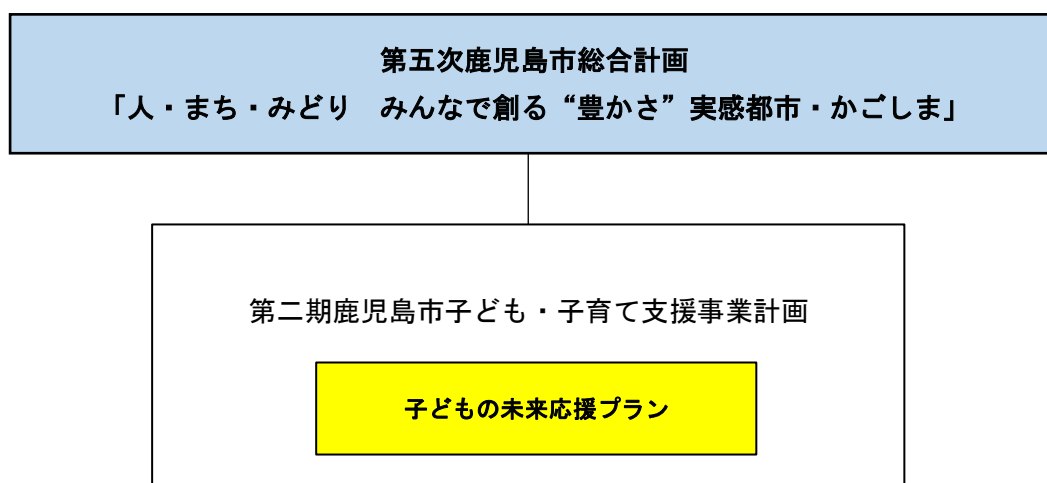 第五次鹿児島市総合計画
「人・まち・みどり　みんなで創る“豊かさ”実感都市・かごしま」
第二期鹿児島市子ども・子育て支援事業計画
子どもの未来応援プラン